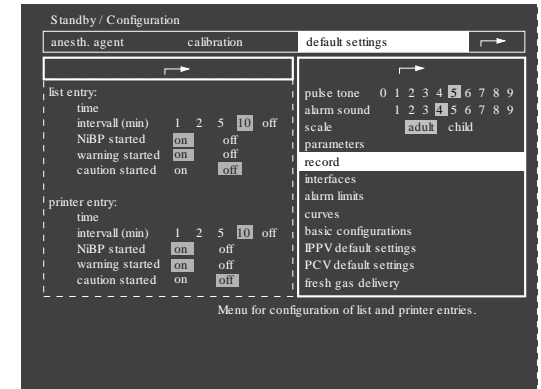 Standby / Configuration
anesth. agent calibration default settings
list entry:
time
intervall (min) 1 2 5 10 off
NiBP started on off
warning started on off
caution started on off
printer entry:
time
intervall (min) 1 2 5 10 off
NiBP started on off
warning started on off
caution started on off
pulse tone 0 1 2 3 4 5 6 7 8 9
alarm sound 1 2 3 4 5 6 7 8 9
scale adult child
parameters
record
interfaces
alarm limits
curves
basic configurations
IPPV default settings
PCV default settings
fresh gas delivery
Menu for configuration of list and printer entries.